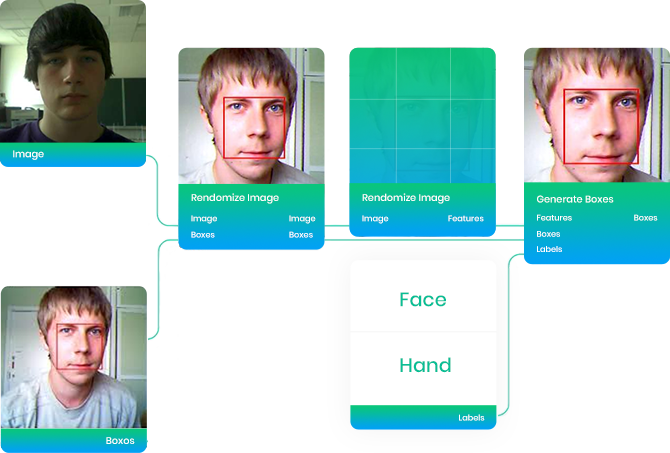 Image
Rendomize Image
Image Image
Boxes Boxes
Rendomize Image
Image Features
Generate Boxes
Features Boxes
Boxes
Labels
Face
Hand
Labels
Boxos